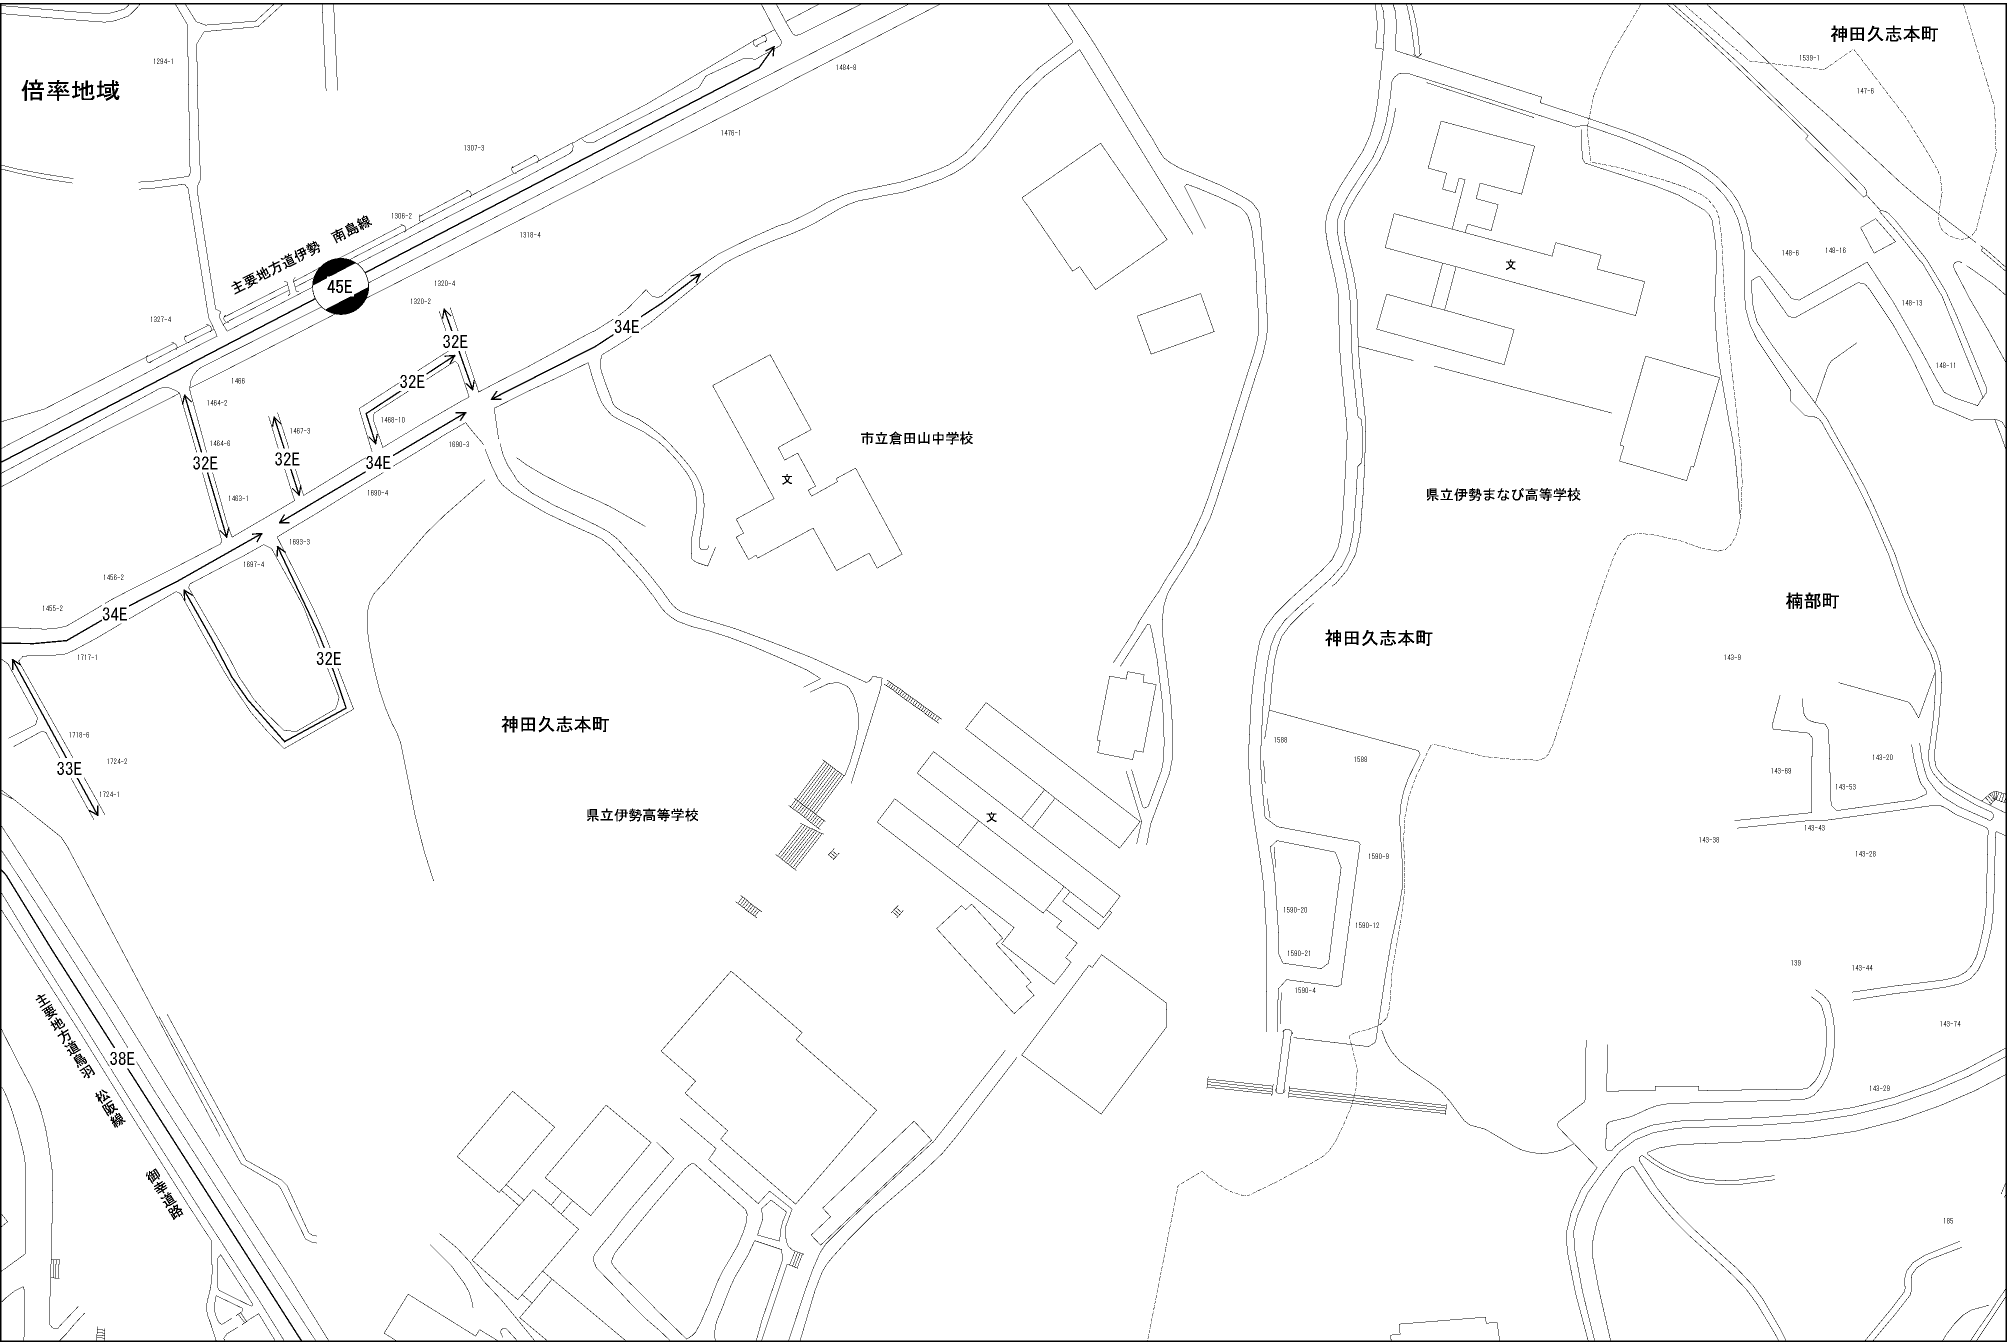 神田久志本町
1294-1
1539-1
1484-8
倍率地域
147-6
1476-1
1307-3
1306-2
主要地方道伊勢　南島線
1318-4
148-16
148-6
文
45E
1320-4
1320-2
148-13
1327-4
34E
32E
148-11
1466
32E
1464-2
1468-10
1467-3
市立倉田山中学校
1464-6
1690-3
32E
32E
34E
文
1690-4
1463-1
県立伊勢まなび高等学校
1693-3
1697-4
1456-2
1455-2
34E
楠部町
神田久志本町
1717-1
32E
143-9
神田久志本町
1718-6
1588
1724-2
1588
143-20
33E
143-69
143-53
1724-1
県立伊勢高等学校
文
143-43
143-38
1590-9
143-28
1590-20
1590-12
1590-21
139
143-44
1590-4
主要地方道鳥羽　松阪線
143-74
38E
143-29
御幸道路
185